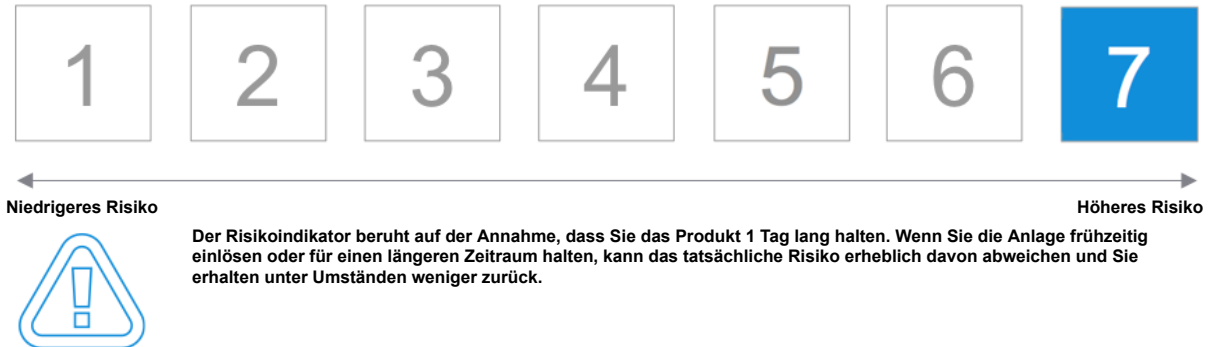 1 2 3 4 5 6 7
Niedrigeres Risiko Höheres Risiko
Der Risikoindikator beruht auf der Annahme, dass Sie das Produkt 1 Tag lang halten. Wenn Sie die Anlage frühzeitig
einlösen oder für einen längeren Zeitraum halten, kann das tatsächliche Risiko erheblich davon abweichen und Sie
erhalten unter Umständen weniger zurück.